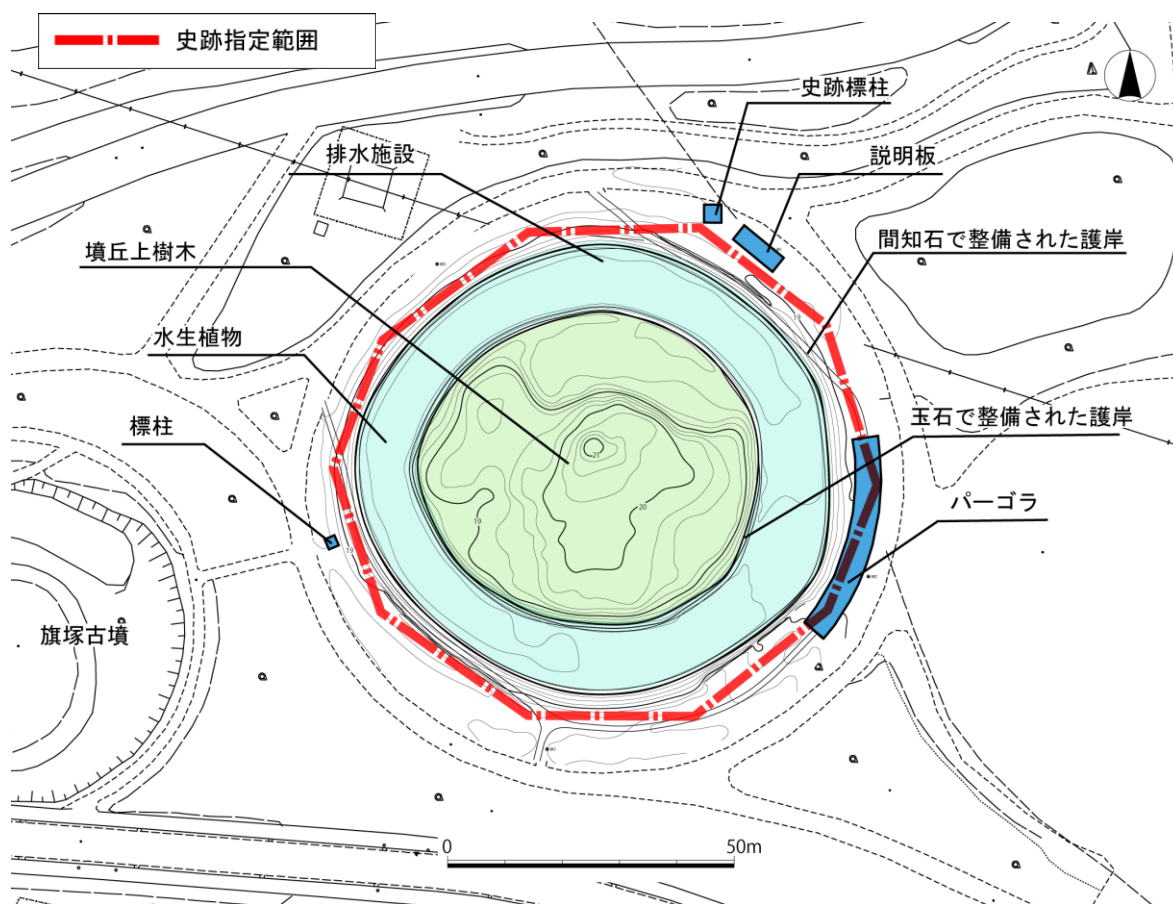 史跡指定範囲
史跡標柱
排水施設
説明板
墳丘上樹木
間知石で整備された護岸
水生植物
標柱
玉石で整備された護岸
パーゴラ
旗塚古墳
19
21
20
19
19
0
50m